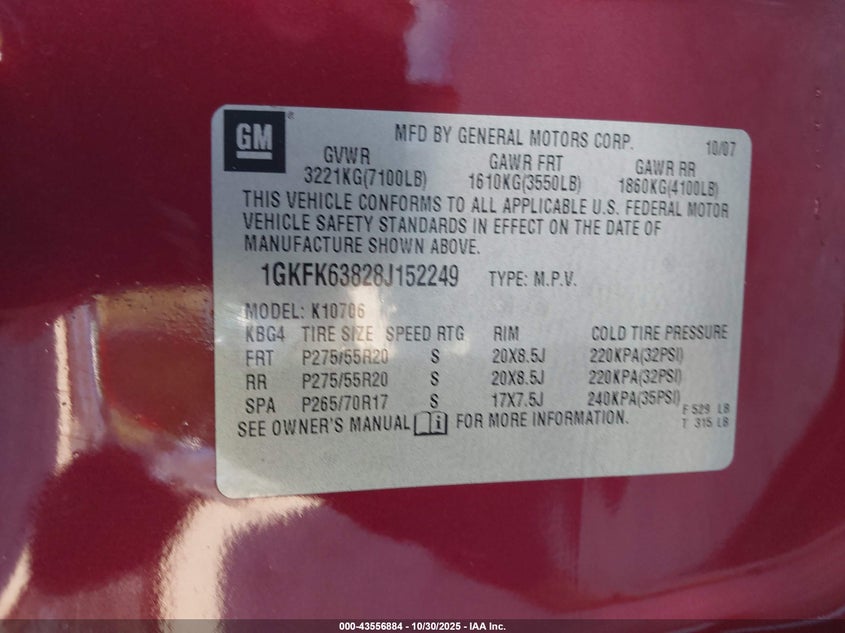 GM ®
MFD BY GENERAL MOTORS CORP. 10/07
GVWR GAWR FRT GAWR RR
3221KG(7100LB) 1610KG(3550LB) 1860KG(4100LB)
THIS VEHICLE CONFORMS TO ALL APPLICABLE U.S. FEDERAL MOTOR
VEHICLE SAFETY STANDARDS IN EFFECT ON THE DATE OF
MANUFACTURE SHOWN ABOVE.
1GKFK63828J152249 TYPE: M.P.V.
MODEL: K10706
KBG4 TIRE SIZE SPEED RTG RIM COLD TIRE PRESSURE
FRT P275/55R20 S 20X8.5J 220KPA(32PSI)
RR P275/55R20 S 20X8.5J 220KPA(32PSI)
SPA P265/70R17 S 17X7.5J 240KPA(35PSI)
F 529 LB
T 315 LB
SEE OWNER'S MANUAL i FOR MORE INFORMATION.
000-43556884 - 10/30/2025 - IAA Inc.